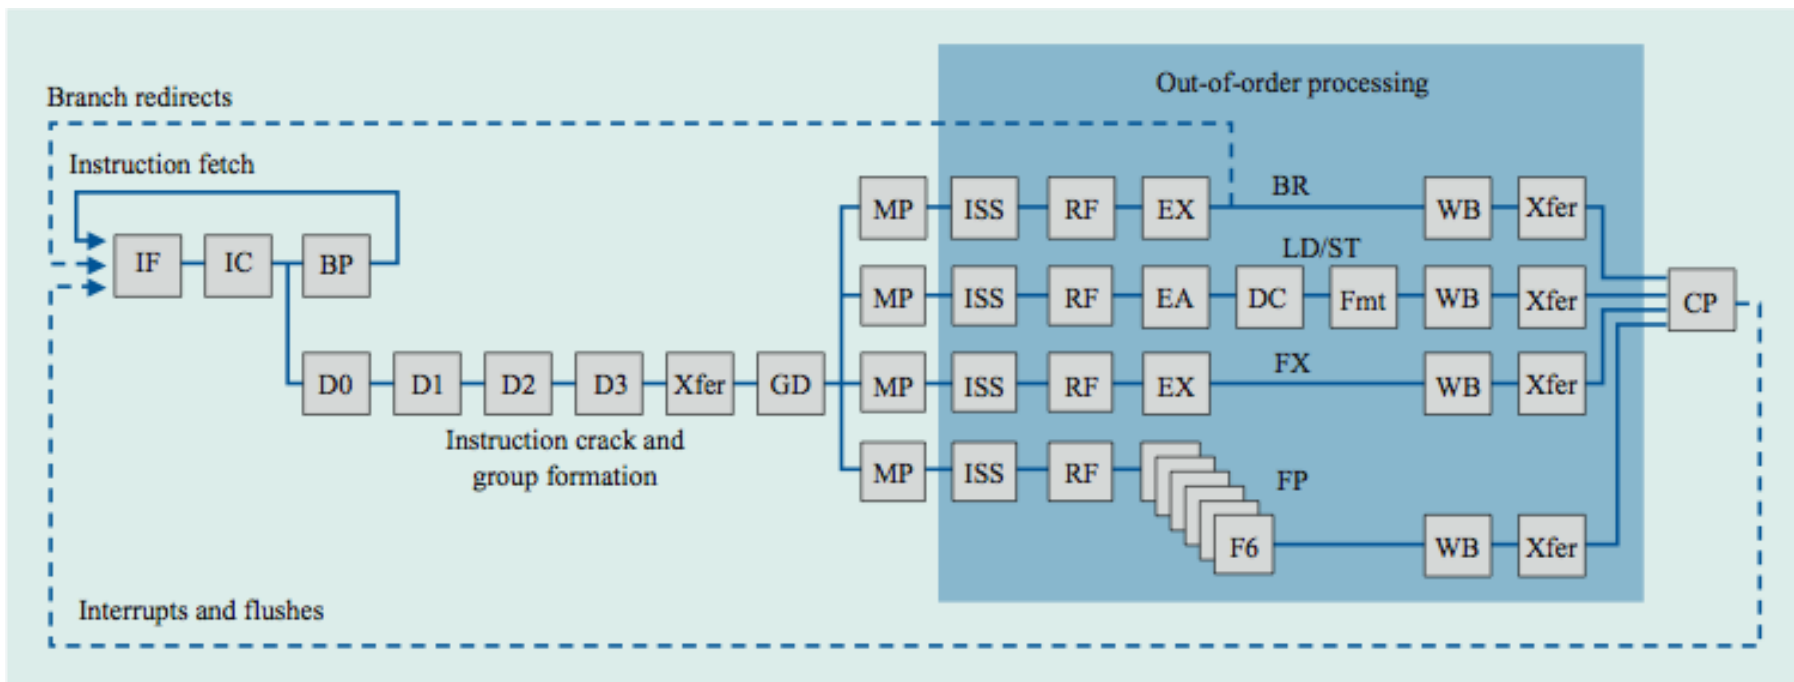 Out-of-order processing
Branch redirects
Instruction fetch
MP ISS RF EX BR WB Xfer
IF IC BP
LD/ST
MP ISS RF EA DC Fmt WB Xfer CP
D0 D1 D2 D3 Xfer GD MP ISS RF EX FX WB Xfer
Instruction crack and
group formation
MP ISS RF FP
F6 WB Xfer
Interrupts and flushes